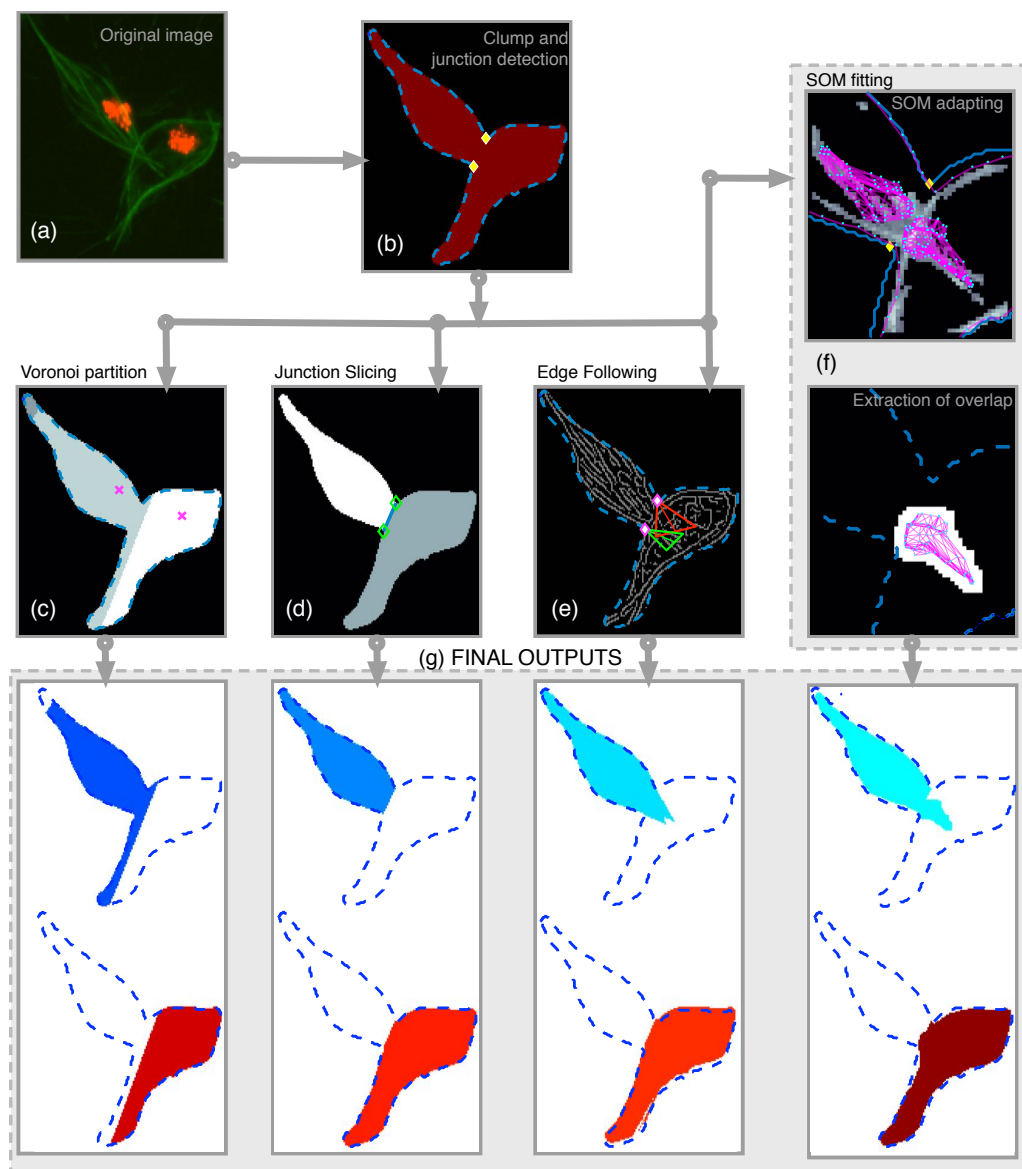 Original image
(a)
Clump and
junction detection
(b)
SOM fitting
SOM adapting
(f)
Extraction of overlap
Voronoi partition
(c)
Junction Slicing
(d)
Edge Following
(e)
(g) FINAL OUTPUTS